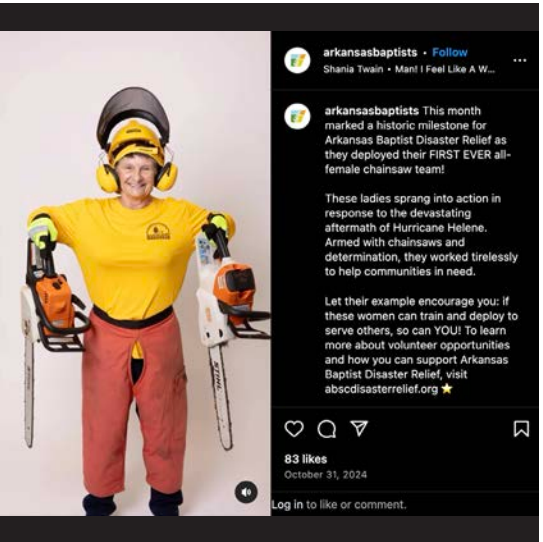 arkansasbaptists • Follow
Shania Twain • Man! I Feel Like A W...
arkansasbaptists This month
marked a historic milestone for
Arkansas Baptist Disaster Relief as
they deployed their FIRST EVER all-
female chainsaw team!
These ladies sprang into action in
response to the devastating
aftermath of Hurricane Helene.
Armed with chainsaws and
determination, they worked tirelessly
to help communities in need.
Let their example encourage you: if
these women can train and deploy to
serve others, so can YOU! To learn
more about volunteer opportunities
and how you can support Arkansas
Baptist Disaster Relief, visit
abscdisasterrelief.org ⭐
83 likes
October 31, 2024
Log in to like or comment.
STIHL